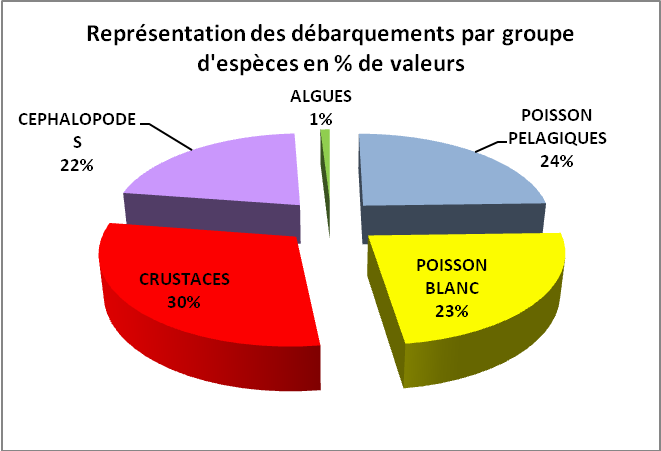 Représentation des débarquements par groupe
d'espèces en % de valeurs
ALGUES
1%
CEPHALOPODE
S
22%
POISSON
PELAGIQUES
24%
CRUSTACES
30%
POISSON
BLANC
23%